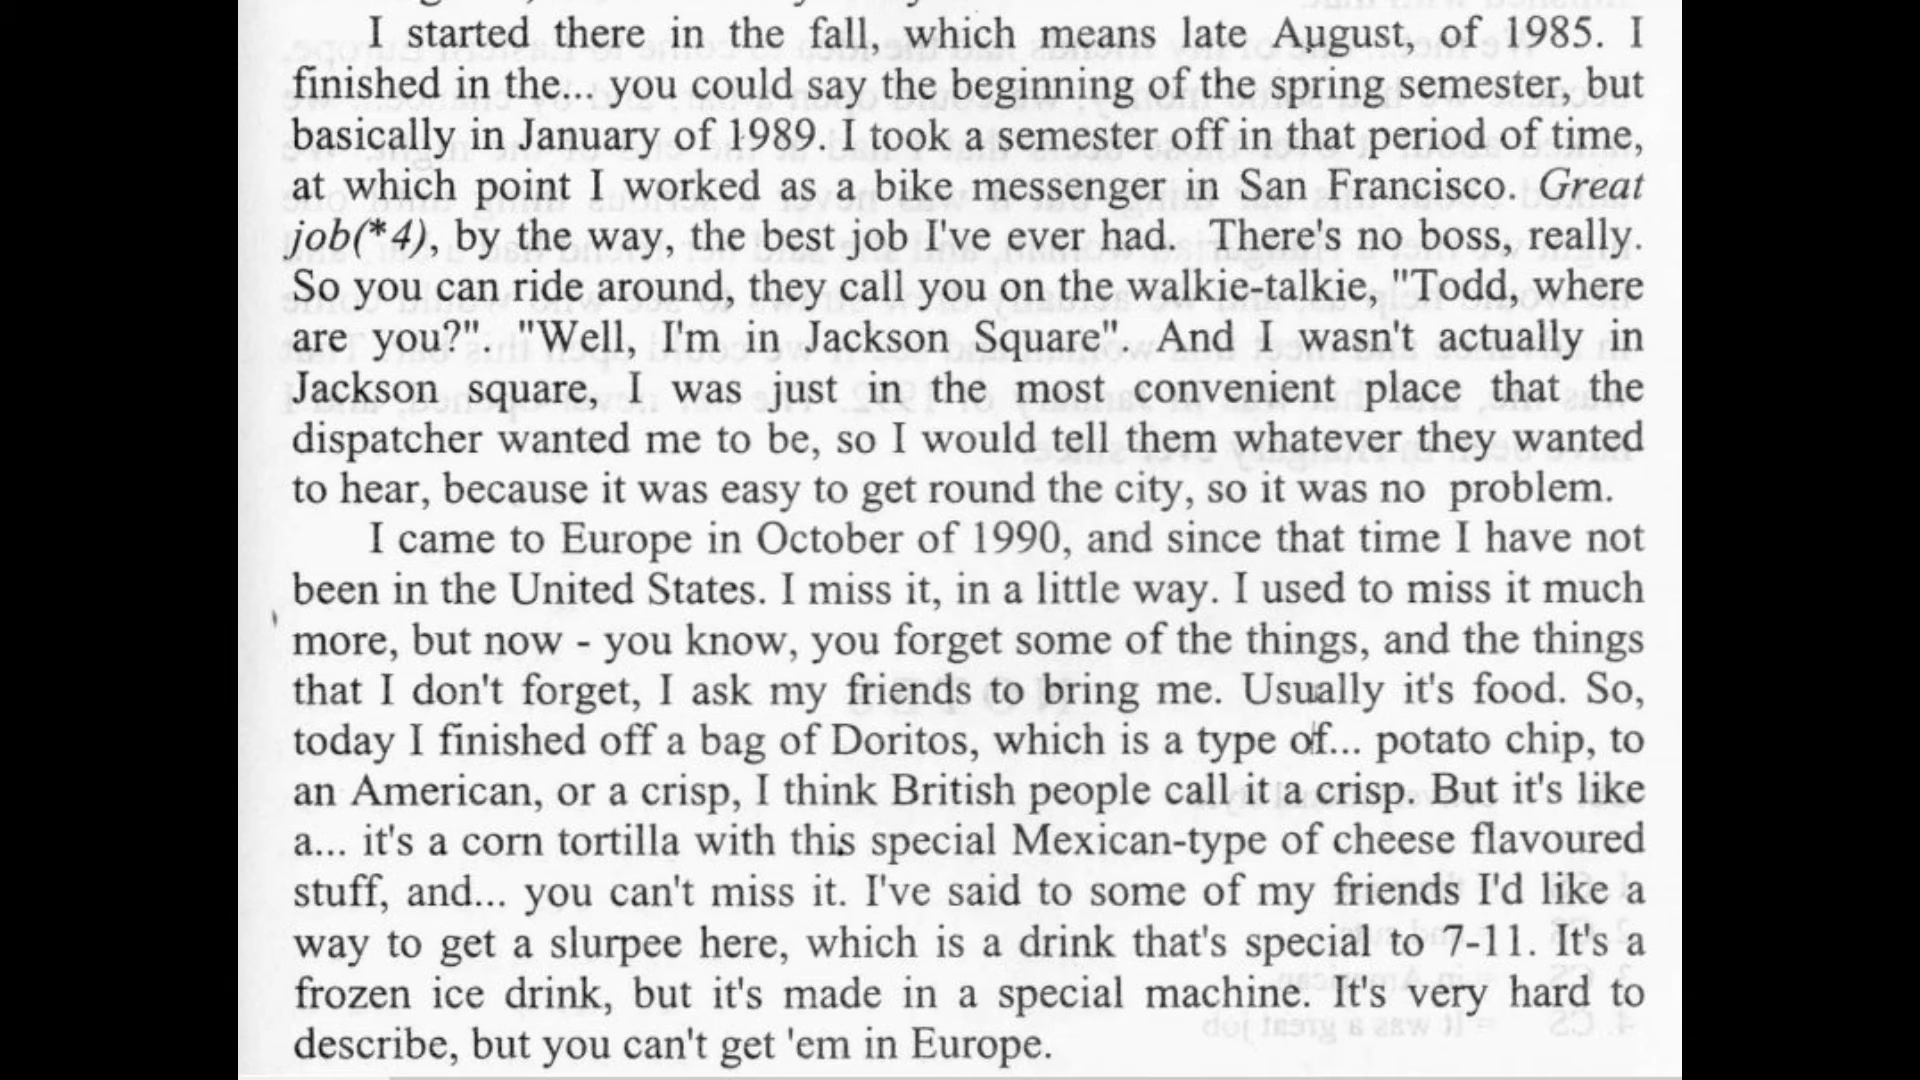 I started there in the fall, which means late August, of 1985. I
finished in the... you could say the beginning of the spring semester, but
basically in January of 1989. I took a semester off in that period of time,
at which point I worked as a bike messenger in San Francisco. Great
job(*4), by the way, the best job I've ever had. There's no boss, really.
So you can ride around, they call you on the walkie-talkie, "Todd, where
are you?". "Well, I'm in Jackson Square". And I wasn't actually in
Jackson square, I was just in the most convenient place that the
dispatcher wanted me to be, so I would tell them whatever they wanted
to hear, because it was easy to get round the city, so it was no problem.
I came to Europe in October of 1990, and since that time I have not
been in the United States. I miss it, in a little way. I used to miss it much
more, but now - you know, you forget some of the things, and the things
that I don't forget, I ask my friends to bring me. Usually it's food. So,
today I finished off a bag of Doritos, which is a type of... potato chip, to
an American, or a crisp, I think British people call it a crisp. But it's like
a... it's a corn tortilla with this special Mexican-type of cheese flavoured
stuff, and... you can't miss it. I've said to some of my friends I'd like a
way to get a slurpee here, which is a drink that's special to 7-11. It's a
frozen ice drink, but it's made in a special machine. It's very hard to
describe, but you can't get 'em in Europe.